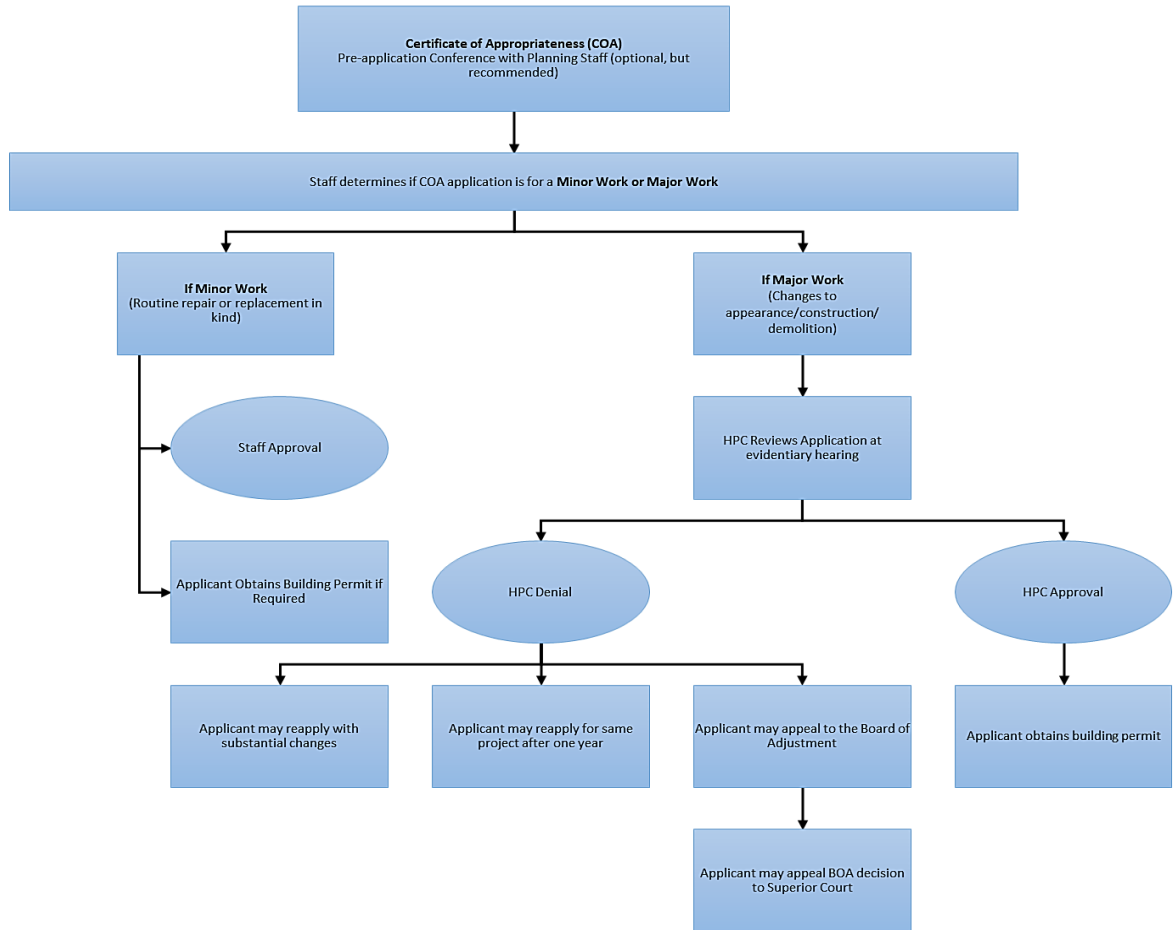 Certificate of Appropriateness (COA)
Pre-application Conference with Planning Staff (optional, but
recommended)
Staff determines if COA application is for a Minor Work or Major Work
If Minor Work
(Routine repair or replacement in
kind)
If Major Work
(Changes to
appearance/construction/
demolition)
Staff Approval
HPC Reviews Application at
evidentiary hearing
Applicant Obtains Building Permit if
Required
HPC Denial
HPC Approval
Applicant may reapply with
substantial changes
Applicant may reapply for same
project after one year
Applicant may appeal to the Board of
Adjustment
Applicant obtains building permit
Applicant may appeal BOA decision
to Superior Court